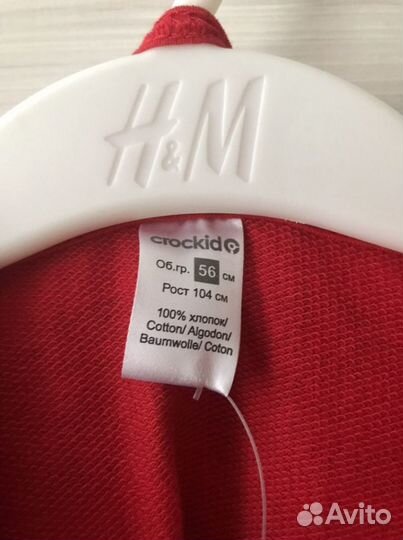 H&M
crockid
Об.гр. 56 см
Рост 104 см
100% хлопок/
Cotton/ Algodon/
Baumwolle/ Coton
Avito